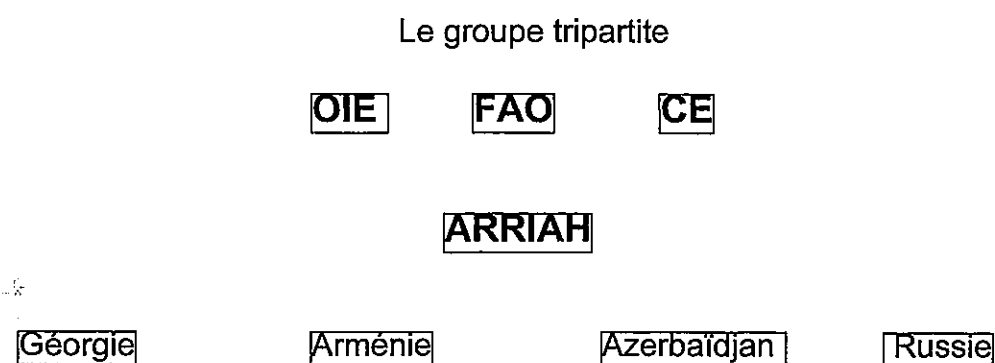 Le groupe tripartite
OIE FAO CE
ARRIAH
Géorgie Arménie Azerbaïdjan Russie